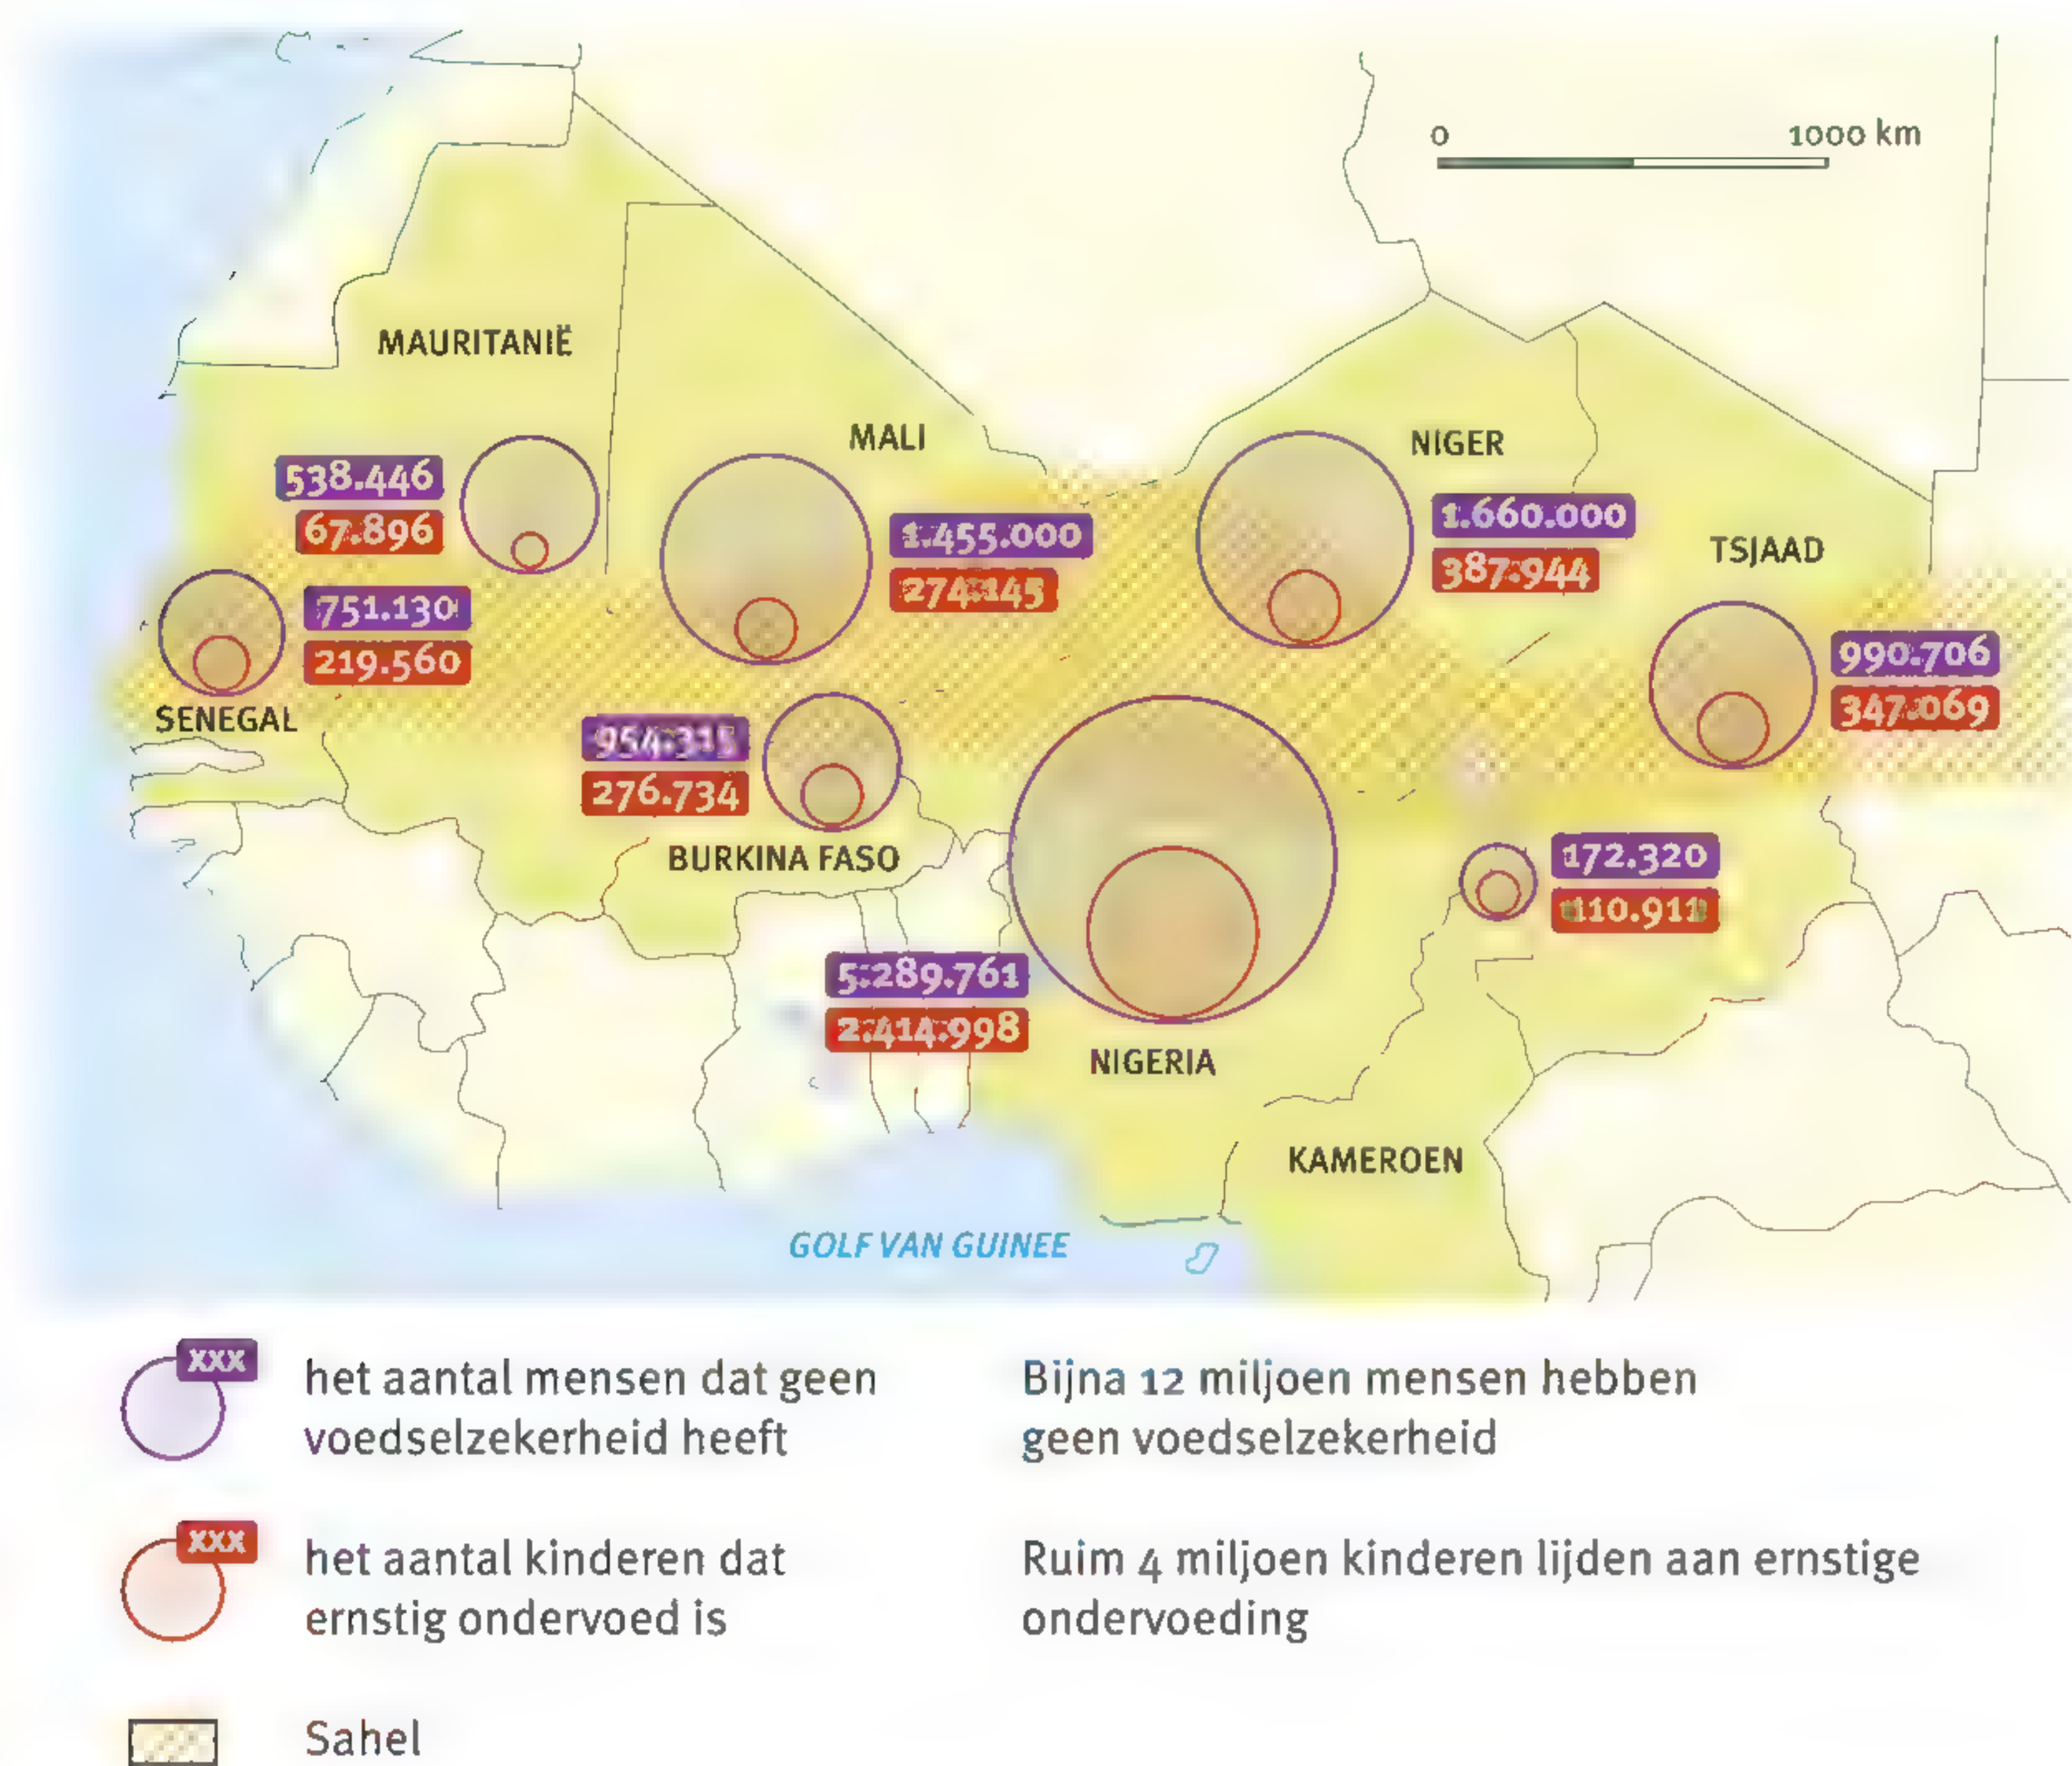 0 1000 km
MAURITANIË
MALI
NIGER
538.446
67.896
1.455.000
274.145
1.660.000
387.944
TSJAAD
751.130
219.560
SENEGAL
990.706
347.069
954.315
276.734
BURKINA FASO
172.320
110.911
5.289.761
2.414.998
NIGERIA
KAMEROEN
GOLF VAN GUINEE
xxx
het aantal mensen dat geen
voedselzekerheid heeft
Bijna 12 miljoen mensen hebben
geen voedselzekerheid
xxx
het aantal kinderen dat
ernstig ondervoed is
Ruim 4 miljoen kinderen lijden aan ernstige
ondervoeding
Sahel